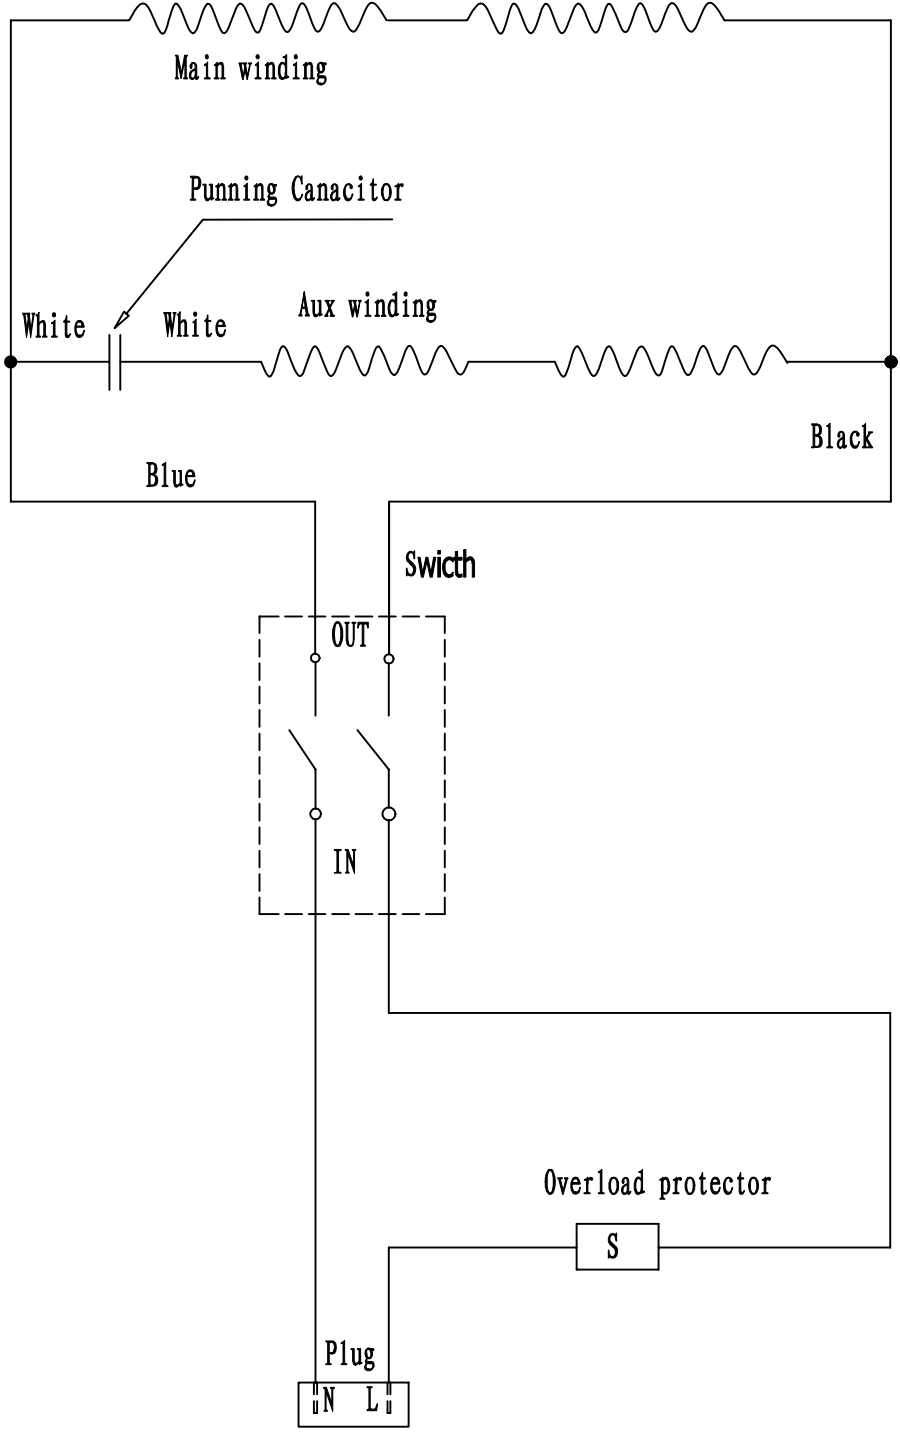 Main winding
Punning Canacitor
Aux winding
White
White
Black
Blue
Swicth
OUT
IN
Overload protector
S
Plug
N L